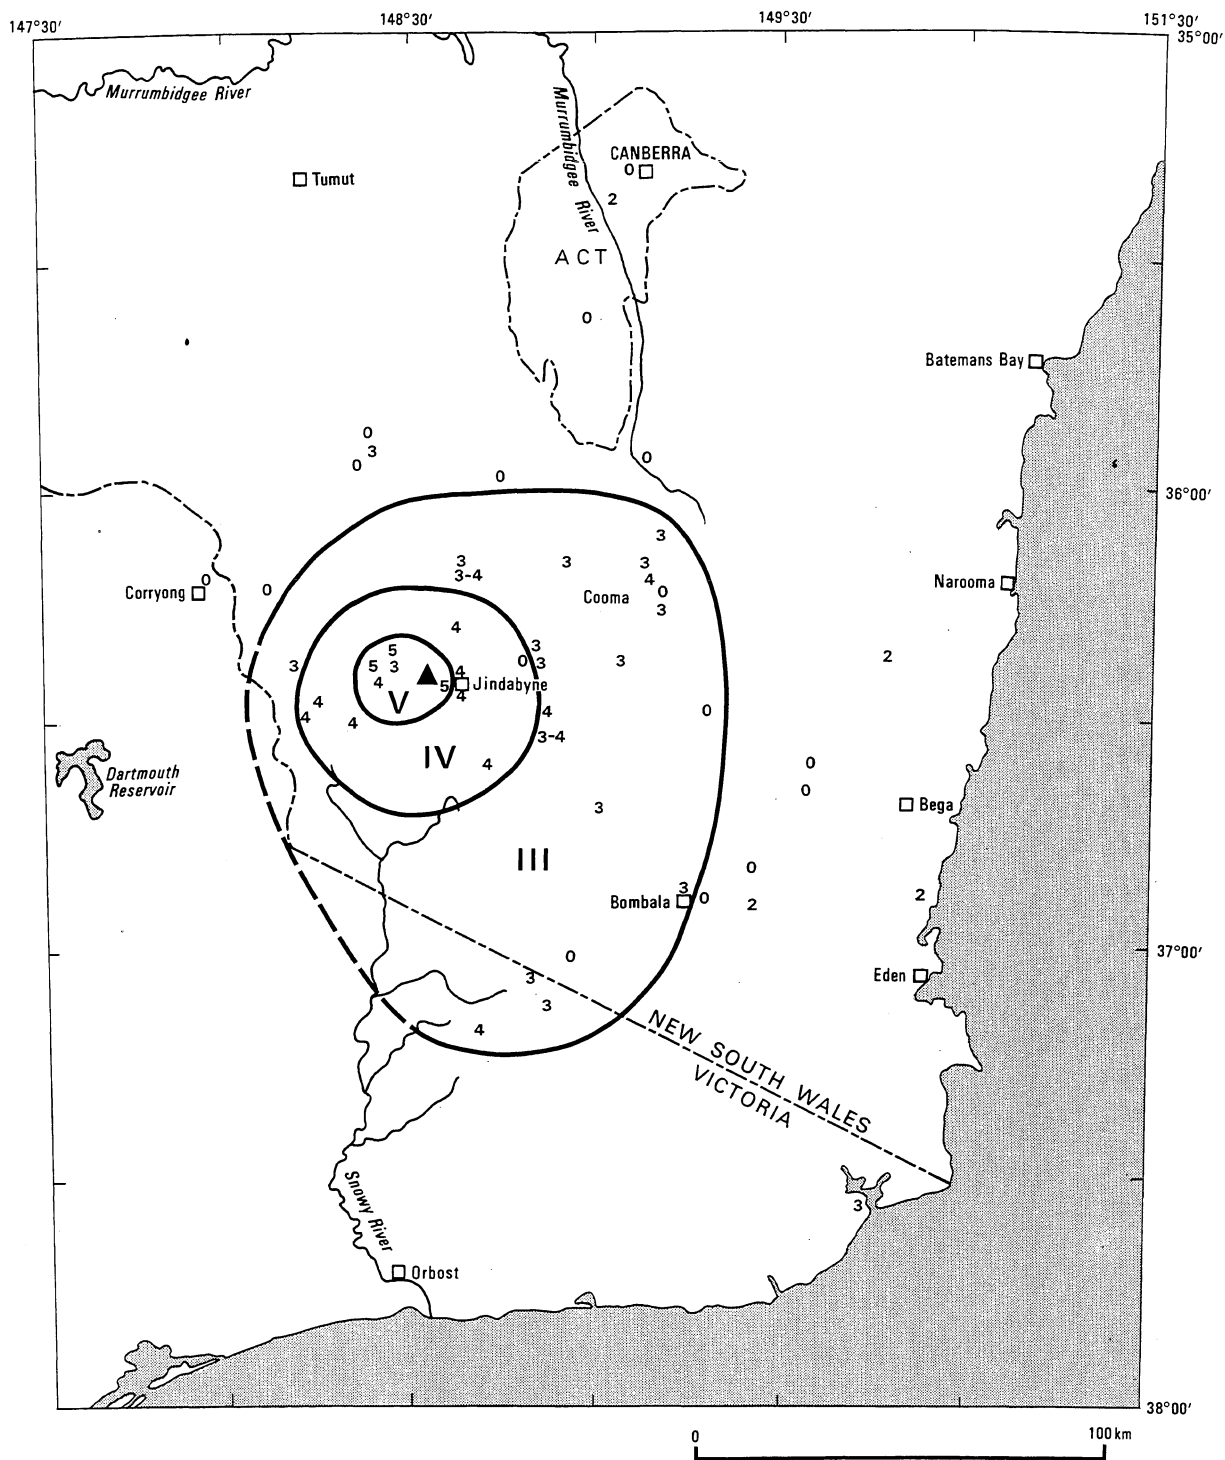 147°30′
148°30′
149°30′
151°30′
35°00′
Murrumbidgee River
Murrumbidgee River
CANBERRA
0
Tumut
2
ACT
0
Batemans Bay
0
3
0
0
0
36°00′
3
3
3-4
3
3
4
0
3
Cooma
Corryong
0
0
Narooma
4
5
5
3
4
3
3
0
3
3
2
4
5
4
Jindabyne
V
4
4
4
4
3-4
0
IV
4
0
0
Dartmouth
Reservoir
3
Bega
III
0
3
Bombala
0
2
2
0
37°00′
3
3
4
Eden
NEW SOUTH WALES
VICTORIA
3
Snowy River
Orbost
38°00′
0
100 km